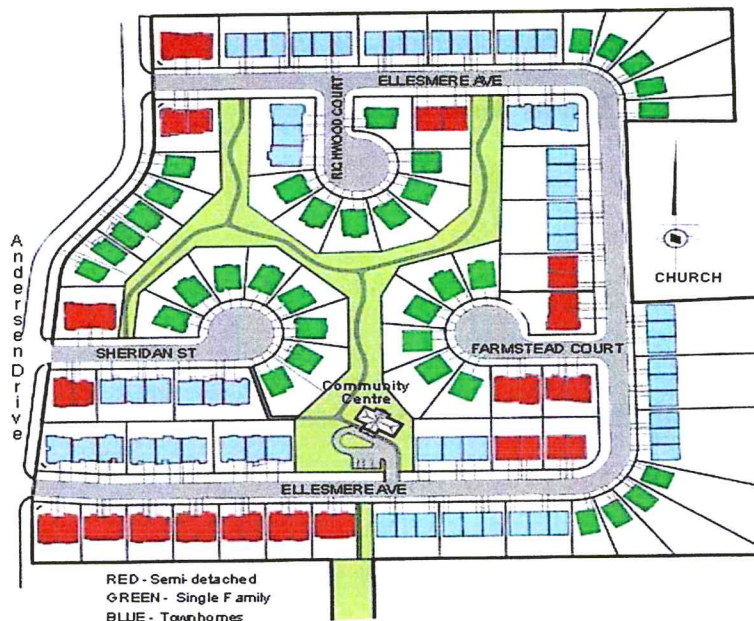 ELLESMERE AVE
RICHWOOD COURT
Andersen Drive
CHURCH
SHERIDAN ST
FARMSTEAD COURT
Community
Centre
ELLESMERE AVE
RED - Semi-detached
GREEN - Single Family
BLUE - Townhomes